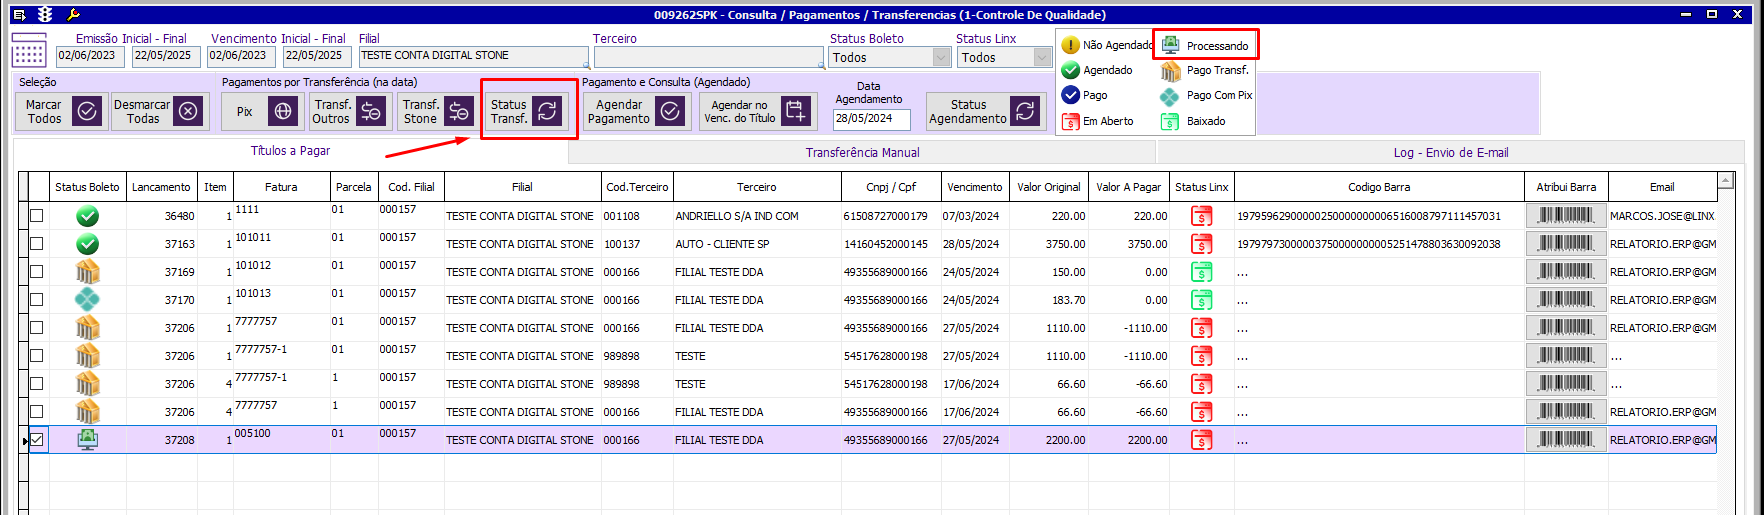 009262SPK - Consulta / Pagamentos / Transferencias (1-Controle De Qualidade)
Emissão Inicial - Final Vencimento Inicial - Final Filial Terceiro Status Boleto Status Linx
02/06/2023 22/05/2025 02/06/2023 22/05/2025 TESTE CONTA DIGITAL STONE Todos Todos
Não Agendado Processando
Agendado Pago Transf.
Pago Pago Com Pix
Em Aberto Baixado
Seleção Pagamentos por Transferência (na data) Pagamento e Consulta (Agendado)
Marcar Todos
Desmarcar Todas
Pix
Transf. Outros
Transf. Stone
Status Transf.
Agendar Pagamento
Agendar no Venc. do Título
Data Agendamento
28/05/2024
Status Agendamento
Títulos a Pagar Transferência Manual Log - Envio de E-mail
Status Boleto Lancamento Item Fatura Parcela Cod. Filial Filial Cod.Terceiro Terceiro Cnpj / Cpf Vencimento Valor Original Valor A Pagar Status Linx Codigo Barra Atribui Barra Email
36480 1 1111 01 000157 TESTE CONTA DIGITAL STONE 001108 ANDRIELLO S/A IND COM 61508727000179 07/03/2024 220.00 220.00 MARCOS.JOSE@LINX
37163 1 101011 01 000157 TESTE CONTA DIGITAL STONE 100137 AUTO - CLIENTE SP 14160452000145 28/05/2024 3750.00 3750.00 RELATORIO.ERP@GM
37169 1 101012 01 000157 TESTE CONTA DIGITAL STONE 000166 FILIAL TESTE DDA 49355689000166 24/05/2024 150.00 0.00 ... RELATORIO.ERP@GM
37170 1 101013 01 000157 TESTE CONTA DIGITAL STONE 000166 FILIAL TESTE DDA 49355689000166 24/05/2024 183.70 0.00 ... RELATORIO.ERP@GM
37206 1 7777757 01 000157 TESTE CONTA DIGITAL STONE 000166 FILIAL TESTE DDA 49355689000166 27/05/2024 1110.00 -1110.00 ... RELATORIO.ERP@GM
37206 1 7777757-1 01 000157 TESTE CONTA DIGITAL STONE 989898 TESTE 54517628000198 27/05/2024 1110.00 -1110.00 ... ...
37206 4 7777757-1 1 000157 TESTE CONTA DIGITAL STONE 989898 TESTE 54517628000198 17/06/2024 66.60 -66.60 ... ...
37206 4 7777757 1 000157 TESTE CONTA DIGITAL STONE 000166 FILIAL TESTE DDA 49355689000166 17/06/2024 66.60 -66.60 ... RELATORIO.ERP@GM
37208 1 005100 01 000157 TESTE CONTA DIGITAL STONE 000166 FILIAL TESTE DDA 49355689000166 27/05/2024 2200.00 2200.00 ... RELATORIO.ERP@GM